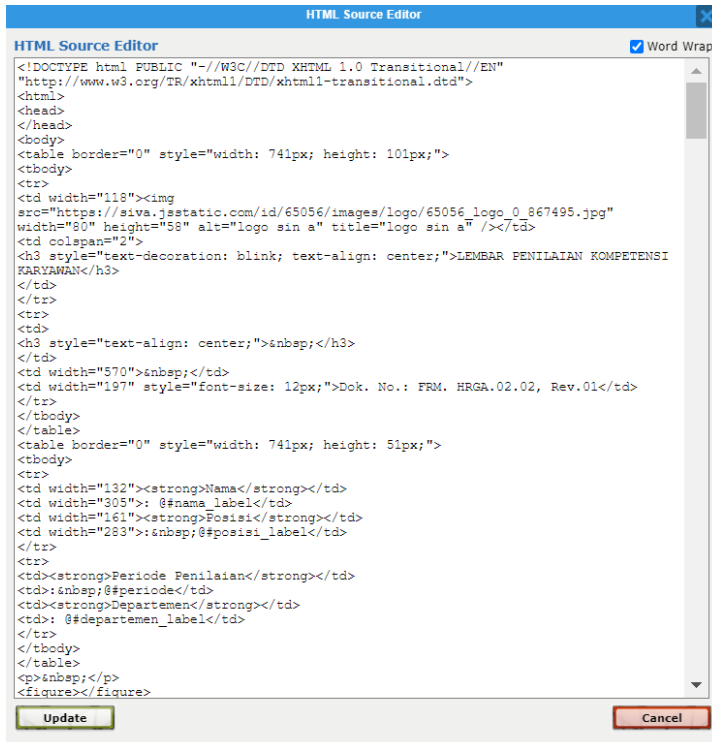 HTML Source Editor
HTML Source Editor
Word Wrap
<!DOCTYPE html PUBLIC "-//W3C//DTD XHTML 1.0 Transitional//EN"
"http://www.w3.org/TR/xhtml1/DTD/xhtml1-transitional.dtd">
<html>
<head>
</head>
<body>
<table border="0" style="width: 741px; height: 101px;">
<tbody>
<tr>
<td width="118"><img
src="https://siva.jsstatic.com/id/65056/images/logo/65056_logo_0_867495.jpg"
width="80" height="58" alt="logo sin a" title="logo sin a" /></td>
<td colspan="2">
<h3 style="text-decoration: blink; text-align: center;">LEMBAR PENILAIAN KOMPETENSI
KARYAWAN</h3>
</td>
</tr>
<tr>
<td>
<h3 style="text-align: center;">&nbsp;</h3>
</td>
<td width="570">&nbsp;</td>
<td width="197" style="font-size: 12px;">Dok. No.: FRM. HRGA.02.02, Rev.01</td>
</tr>
</tbody>
</table>
<table border="0" style="width: 741px; height: 51px;">
<tbody>
<tr>
<td width="132"><strong>Nama</strong></td>
<td width="305">: @#nama_label</td>
<td width="161"><strong>Posisi</strong></td>
<td width="283">:&nbsp;@#posisi_label</td>
</tr>
<tr>
<td><strong>Periode Penilaian</strong></td>
<td>:&nbsp;@#periode</td>
<td><strong>Departemen</strong></td>
<td>: @#departemen_label</td>
</tr>
</tbody>
</table>
<p>&nbsp;</p>
<figure></figure>
Update
Cancel